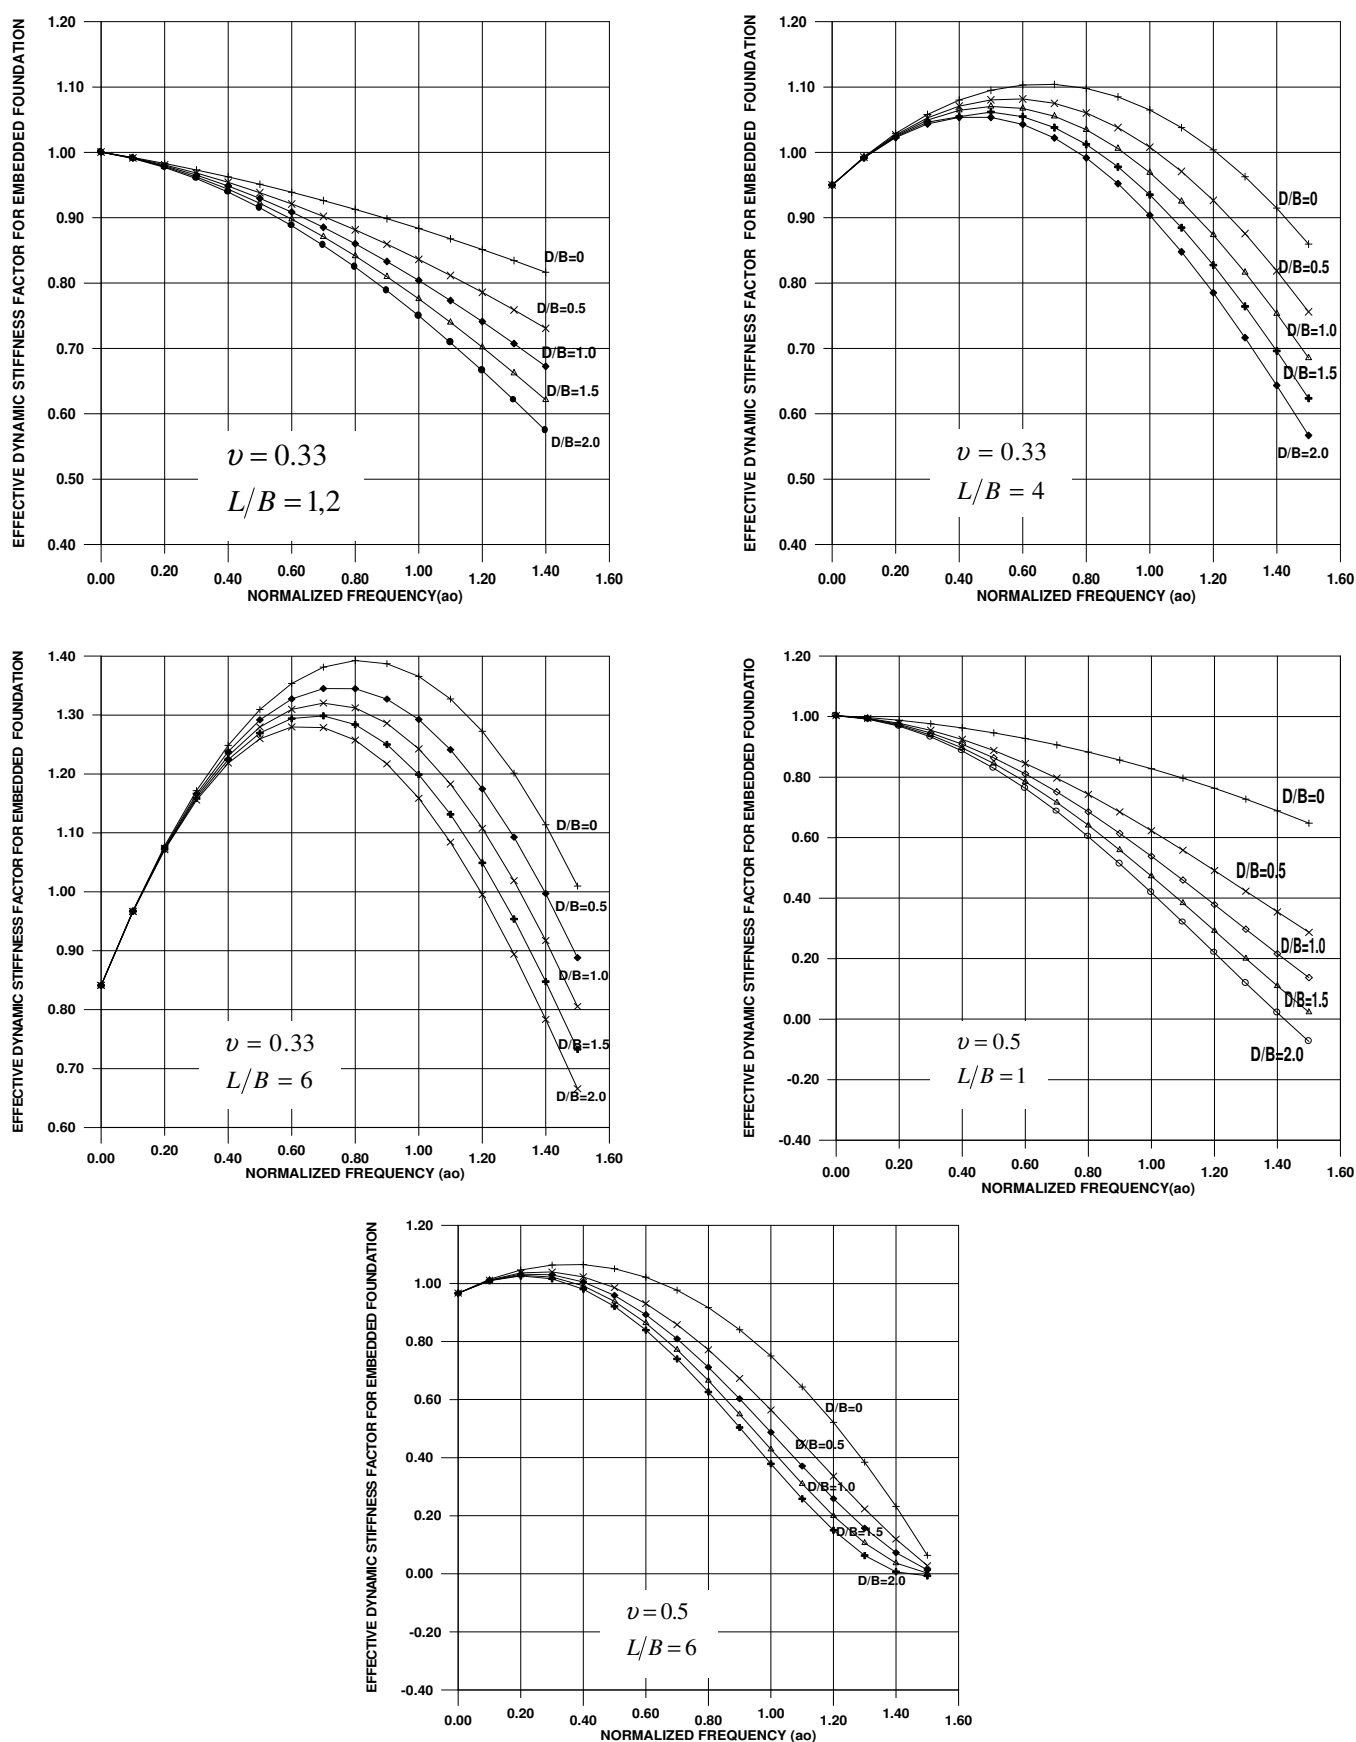 EFFECTIVE DYNAMIC STIFFNESS FACTOR FOR EMBEDDED FOUNDATION
1.20
1.10
1.00
0.90
0.80
0.70
0.60
0.50
0.40
D/B=0
D/B=0.5
D/B=1.0
D/B=1.5
D/B=2.0
υ = 0.33
L/B = 1,2
0.00 0.20 0.40 0.60 0.80 1.00 1.20 1.40 1.60
NORMALIZED FREQUENCY(ao)
EFFECTIVE DYNAMIC STIFFNESS FACTOR FOR EMBEDDED FOUNDATION
1.20
1.10
1.00
0.90
0.80
0.70
0.60
0.50
0.40
D/B=0
D/B=0.5
D/B=1.0
D/B=1.5
D/B=2.0
υ = 0.33
L/B = 4
0.00 0.20 0.40 0.60 0.80 1.00 1.20 1.40 1.60
NORMALIZED FREQUENCY (ao)
EFFECTIVE DYNAMIC STIFFNESS FACTOR FOR EMBEDDED FOUNDATION
1.40
1.30
1.20
1.10
1.00
0.90
0.80
0.70
0.60
D/B=0
D/B=0.5
D/B=1.0
D/B=1.5
D/B=2.0
υ = 0.33
L/B = 6
0.00 0.20 0.40 0.60 0.80 1.00 1.20 1.40 1.60
NORMALIZED FREQUENCY (ao)
EFFECTIVE DYNAMIC STIFFNESS FACTOR FOR EMBEDDED FOUNDATIO
1.20
1.00
0.80
0.60
0.40
0.20
0.00
-0.20
-0.40
D/B=0
D/B=0.5
D/B=1.0
D/B=1.5
D/B=2.0
υ = 0.5
L/B = 1
0.00 0.20 0.40 0.60 0.80 1.00 1.20 1.40 1.60
NORMALIZED FREQUENCY(ao)
EFFECTIVE DYNAMIC STIFFNESS FACTOR FOR EMBEDDED FOUNDATION
1.20
1.00
0.80
0.60
0.40
0.20
0.00
-0.20
-0.40
D/B=0
D/B=0.5
D/B=1.0
D/B=1.5
D/B=2.0
υ = 0.5
L/B = 6
0.00 0.20 0.40 0.60 0.80 1.00 1.20 1.40 1.60
NORMALIZED FREQUENCY (ao)